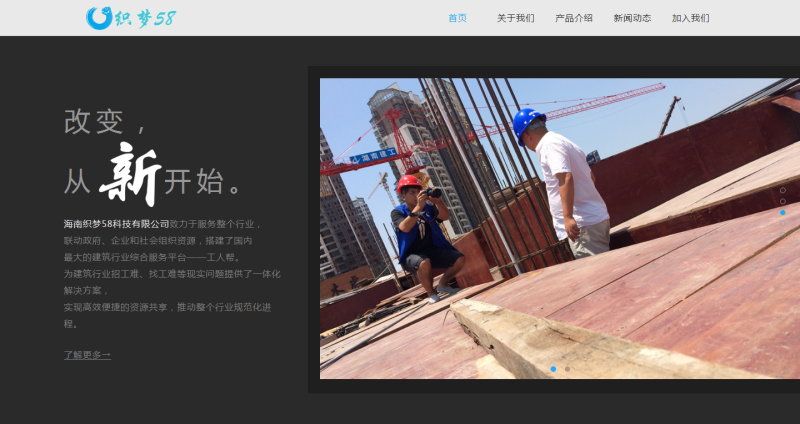 织梦58
首页 关于我们 产品介绍 新闻动态 加入我们
改变，
从新开始。
海南织梦58科技有限公司致力于服务整个行业，
联动政府、企业和社会组织资源，搭建了国内
最大的建筑行业综合服务平台——工人帮。
为建筑行业招工难、找工难等现实问题提供了一体化
解决方案，
实现高效便捷的资源共享，推动整个行业规范化进
程。
了解更多→